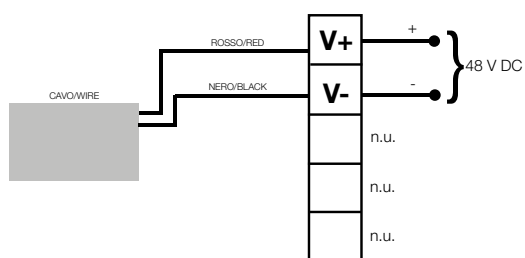 ROSSO/RED
V+
+
48 V DC
NERO/BLACK
V-
-
CAVO/WIRE
n.u.
n.u.
n.u.